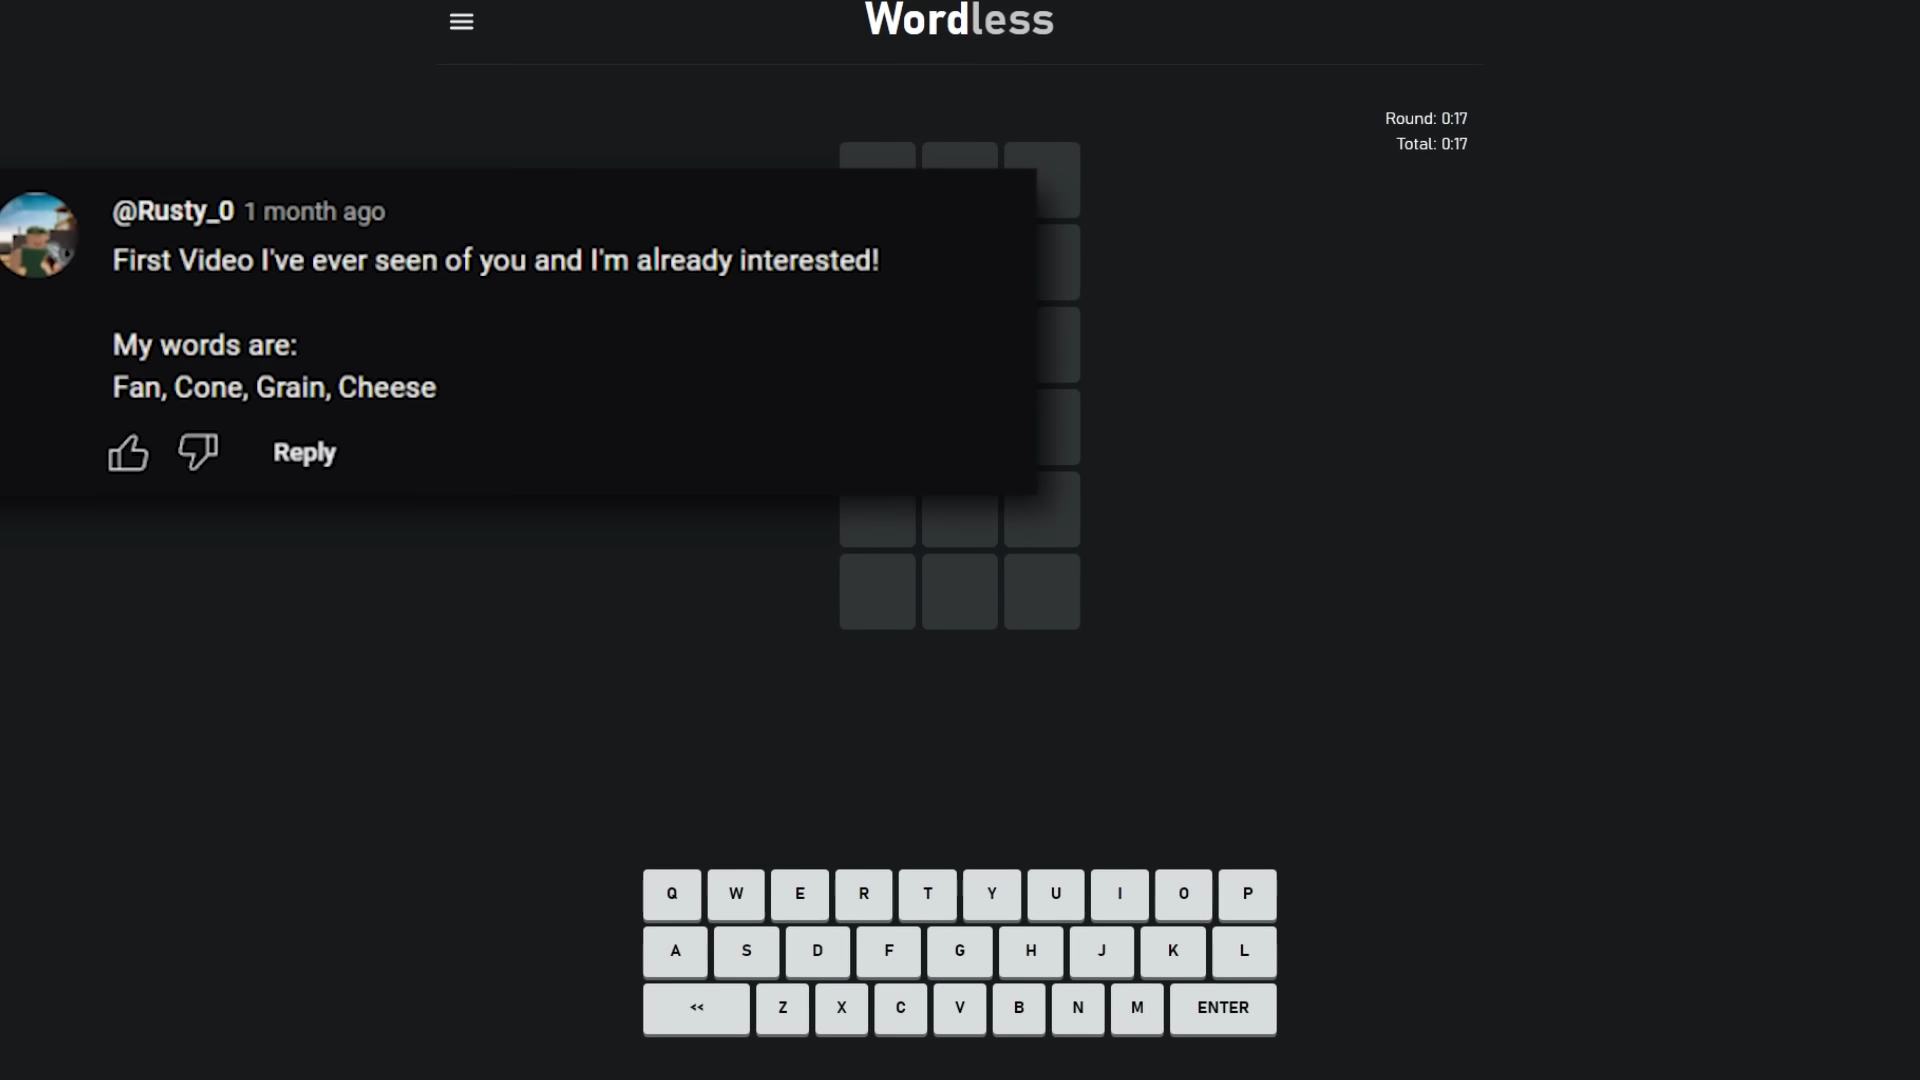 Wordless
Round: 0:17
Total: 0:17
@Rusty_0 1 month ago
First Video I've ever seen of you and I'm already interested!
My words are:
Fan, Cone, Grain, Cheese
Reply
Q W E R T Y U I O P
A S D F G H J K L
<< Z X C V B N M ENTER